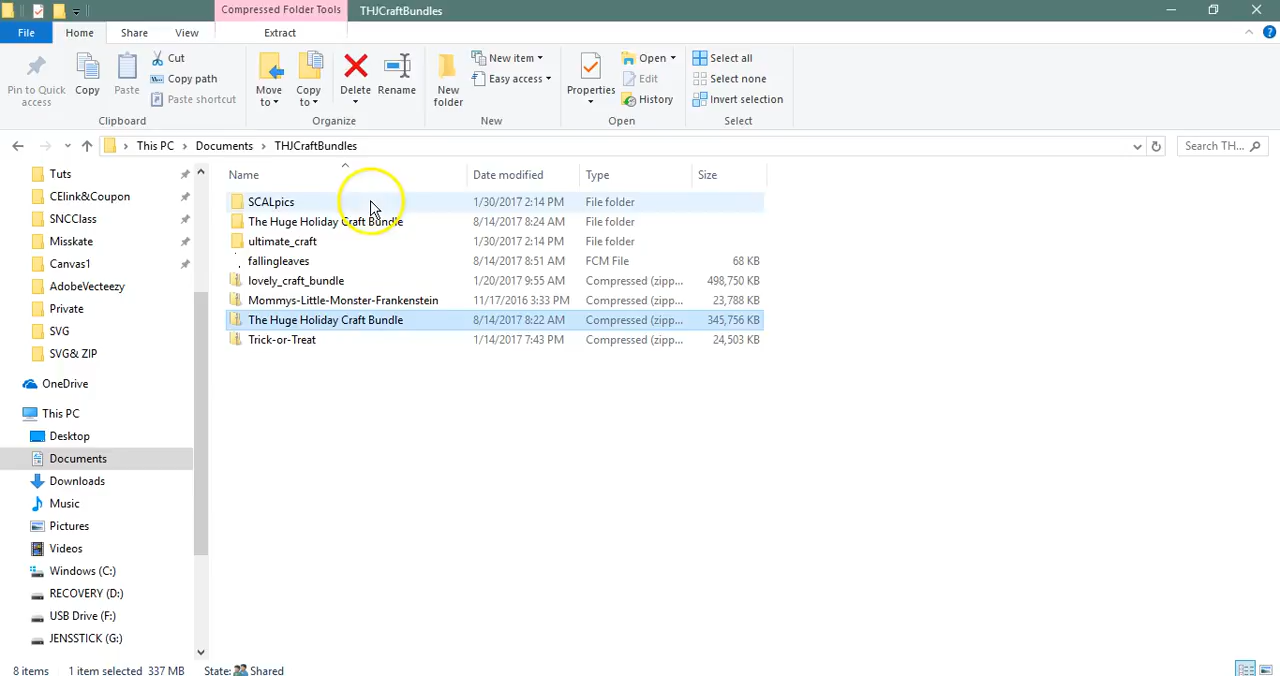 Compressed Folder Tools THJCraftBundles
File Home Share View Extract
Pin to Quick access
Copy
Paste
Cut
Copy path
Paste shortcut
Clipboard
Move to
Copy to
Delete
Rename
Organize
New folder
New item
Easy access
New
Properties
Open
Edit
History
Open
Select all
Select none
Invert selection
Select
This PC Documents THJCraftBundles Search TH...
Tuts
CElink&Coupon
SNCClass
Misskate
Canvas1
AdobeVecteezy
Private
SVG
SVG& ZIP
OneDrive
This PC
Desktop
Documents
Downloads
Music
Pictures
Videos
Windows (C:)
RECOVERY (D:)
USB Drive (F:)
JENSSTICK (G:)
Name Date modified Type Size
SCALpics 1/30/2017 2:14 PM File folder
The Huge Holiday Craft Bundle 8/14/2017 8:24 AM File folder
ultimate_craft 1/30/2017 2:14 PM File folder
fallingleaves 8/14/2017 8:51 AM FCM File 68 KB
lovely_craft_bundle 1/20/2017 9:55 AM Compressed (zipp... 498,750 KB
Mommys-Little-Monster-Frankenstein 11/17/2016 3:33 PM Compressed (zipp... 23,788 KB
The Huge Holiday Craft Bundle 8/14/2017 8:22 AM Compressed (zipp... 345,756 KB
Trick-or-Treat 1/14/2017 7:43 PM Compressed (zipp... 24,503 KB
8 items 1 item selected 337 MB State: Shared